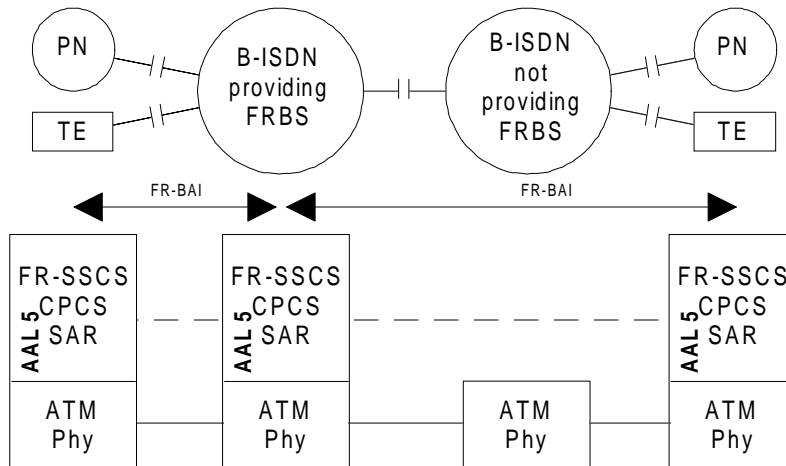 PN
B-ISDN
providing
FRBS
B-ISDN
not
providing
FRBS
PN
TE
TE
FR-BAI
FR-BAI
FR-SSCS
CPCS
SAR
AAL 5
FR-SSCS
CPCS
SAR
AAL 5
FR-SSCS
CPCS
SAR
AAL 5
ATM
Phy
ATM
Phy
ATM
Phy
ATM
Phy